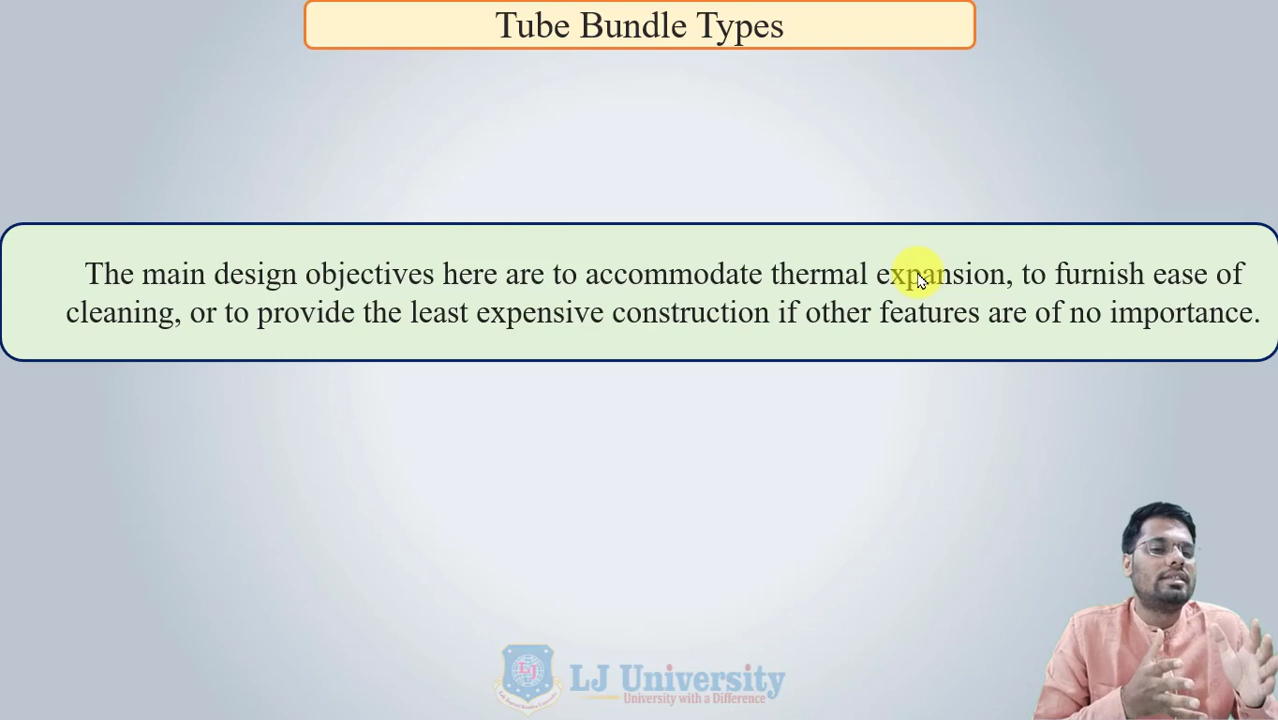 Tube Bundle Types
The main design objectives here are to accommodate thermal expansion, to furnish ease of
cleaning, or to provide the least expensive construction if other features are of no importance.
LJ University
University with a Difference